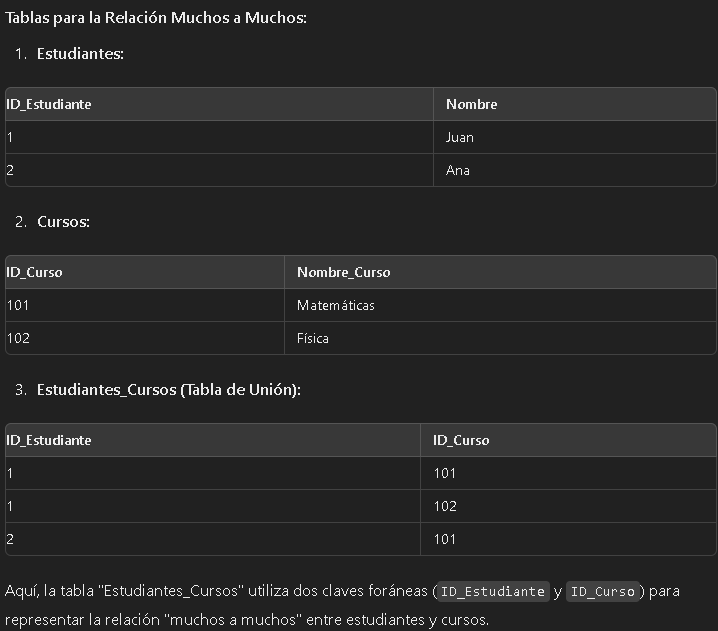 Tablas para la Relación Muchos a Muchos:
1. Estudiantes:
ID_Estudiante Nombre
1 Juan
2 Ana
2. Cursos:
ID_Curso Nombre_Curso
101 Matemáticas
102 Física
3. Estudiantes_Cursos (Tabla de Unión):
ID_Estudiante ID_Curso
1 101
1 102
2 101
Aquí, la tabla "Estudiantes_Cursos" utiliza dos claves foráneas (ID_Estudiante y ID_Curso) para
representar la relación "muchos a muchos" entre estudiantes y cursos.